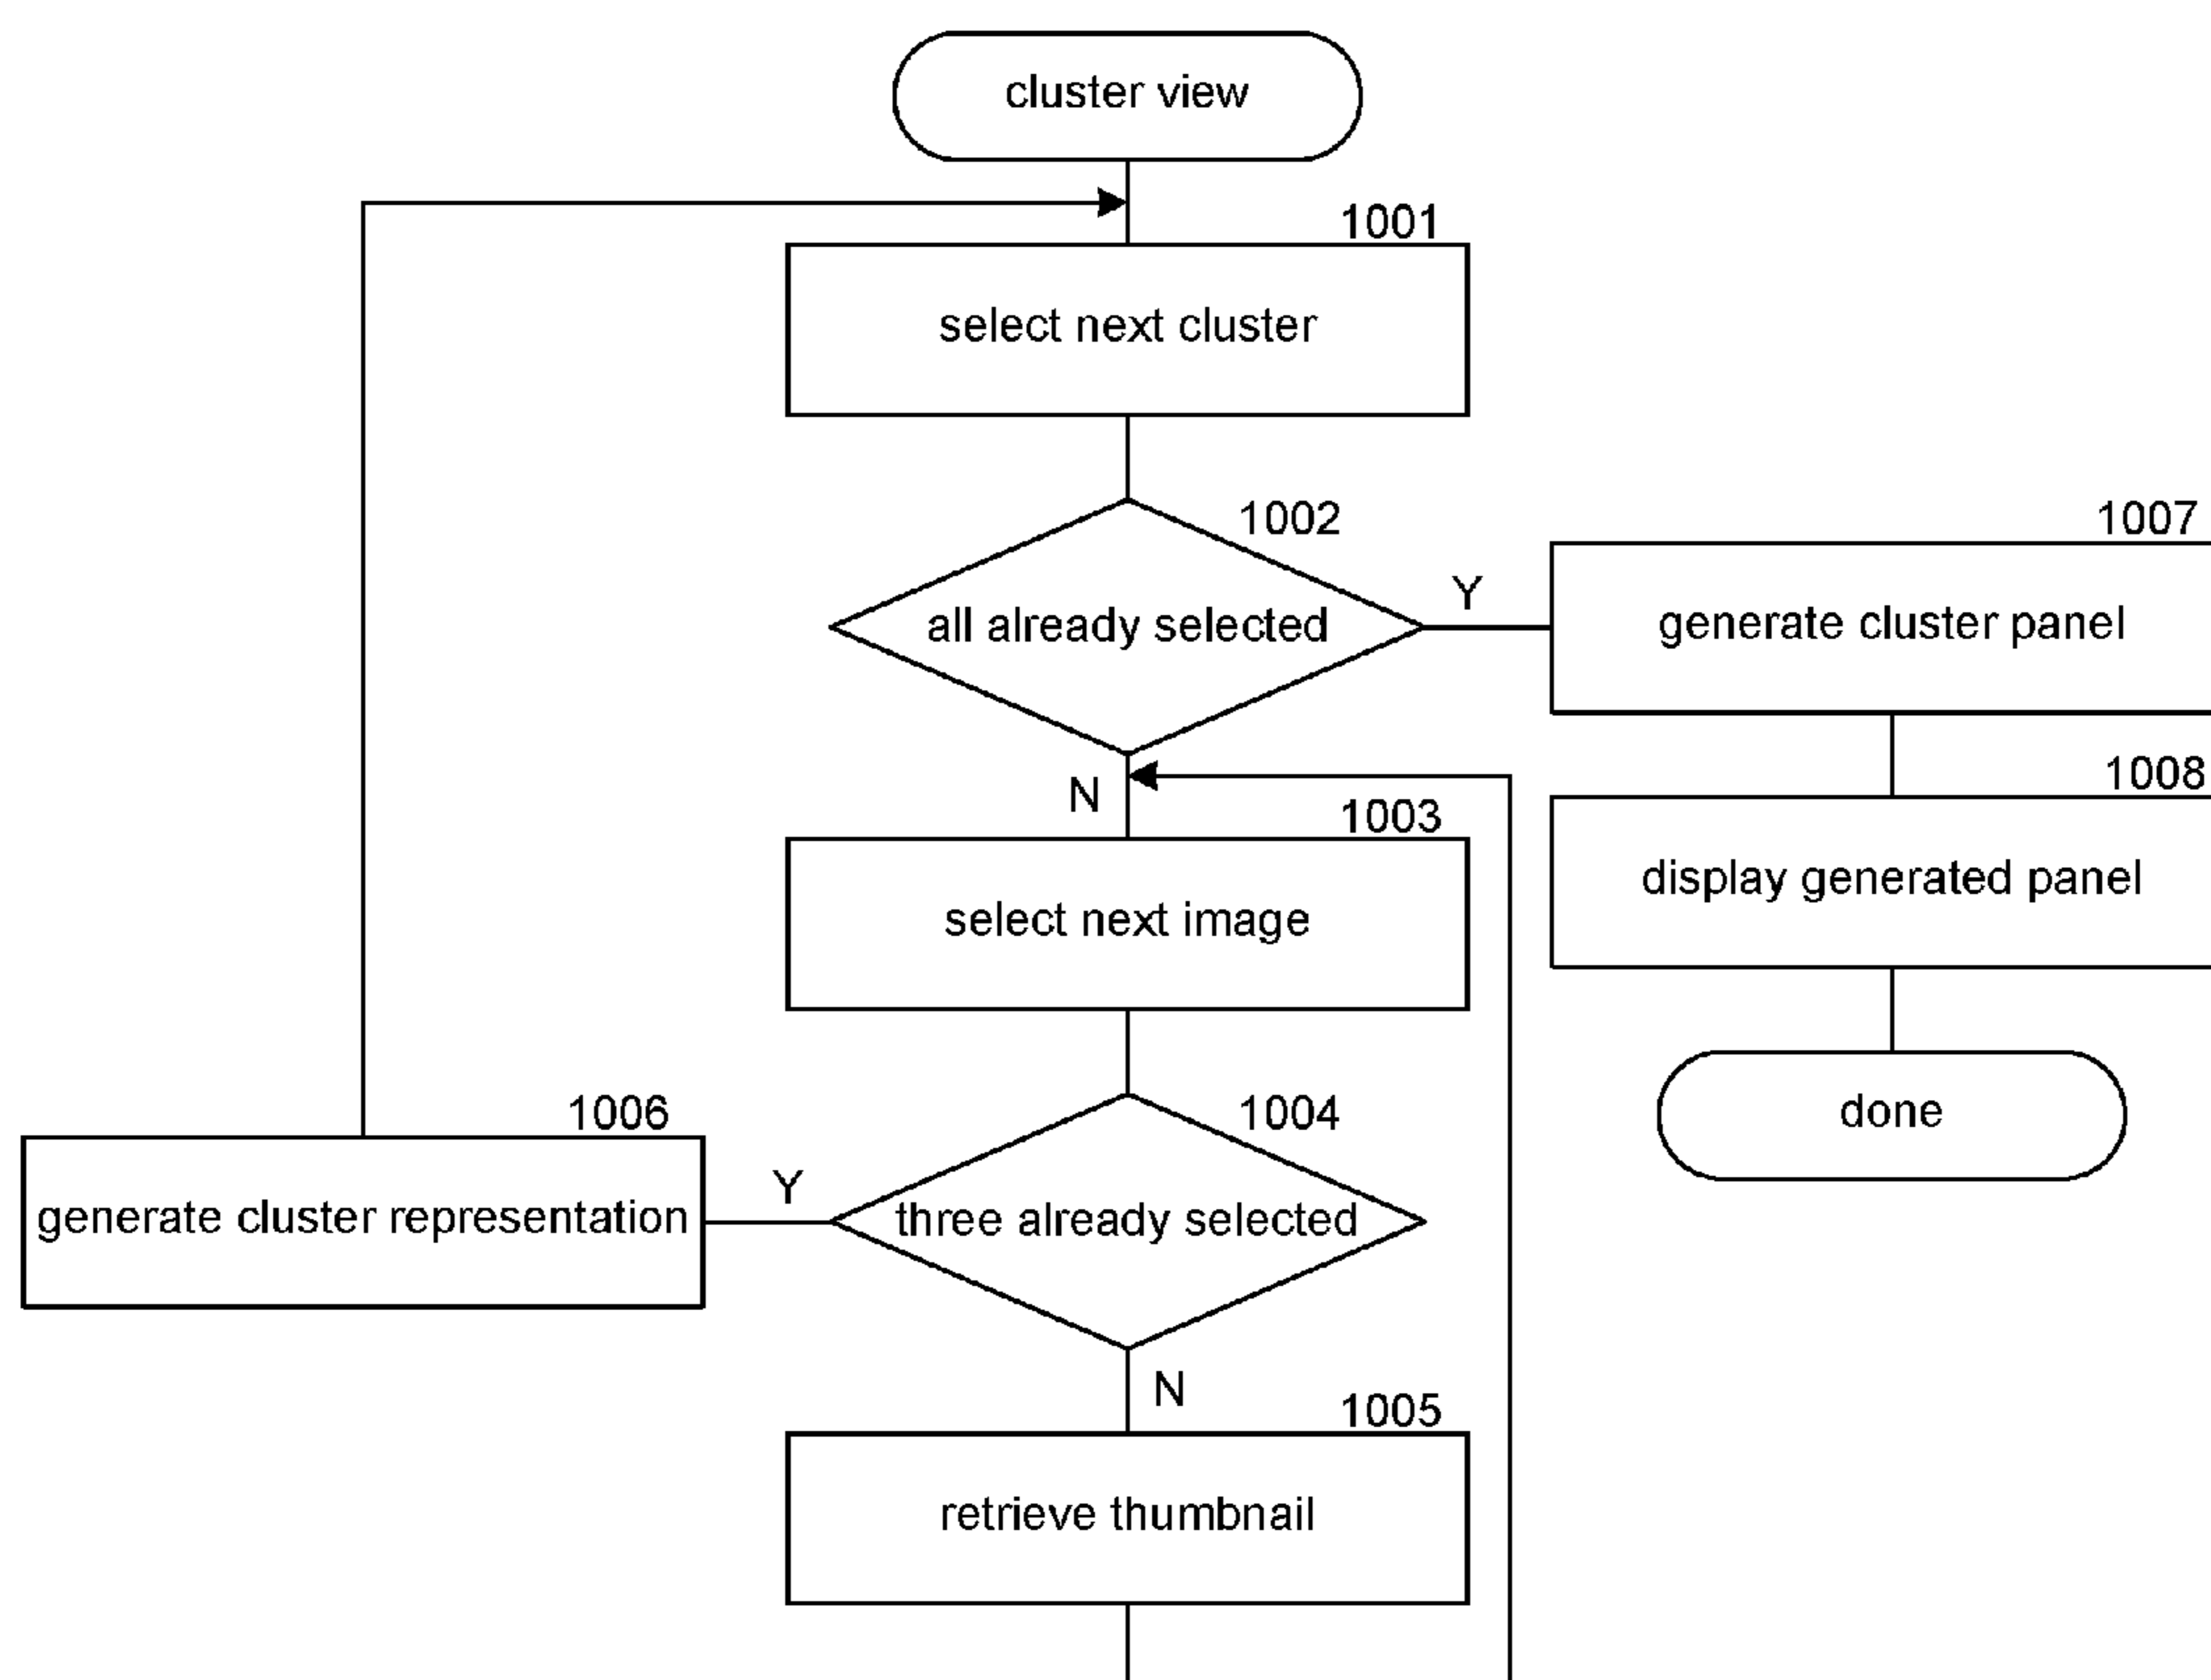 cluster view
1001
select next cluster
1002
all already selected
Y
1007
generate cluster panel
N
1003
select next image
1008
display generated panel
done
1004
three already selected
Y
1006
generate cluster representation
N
1005
retrieve thumbnail